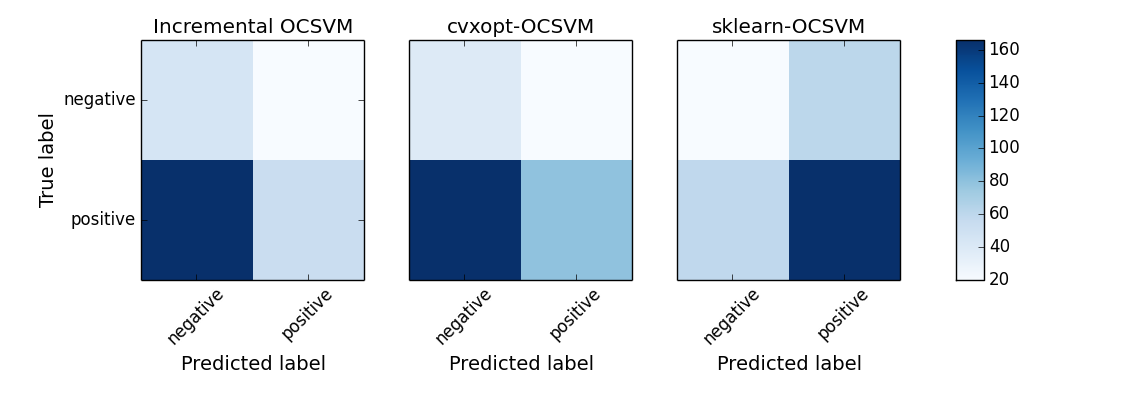 Incremental OCSVM
cvxopt-OCSVM
sklearn-OCSVM
True label
negative
positive
negative
positive
Predicted label
negative
positive
Predicted label
negative
positive
Predicted label
160
140
120
100
80
60
40
20